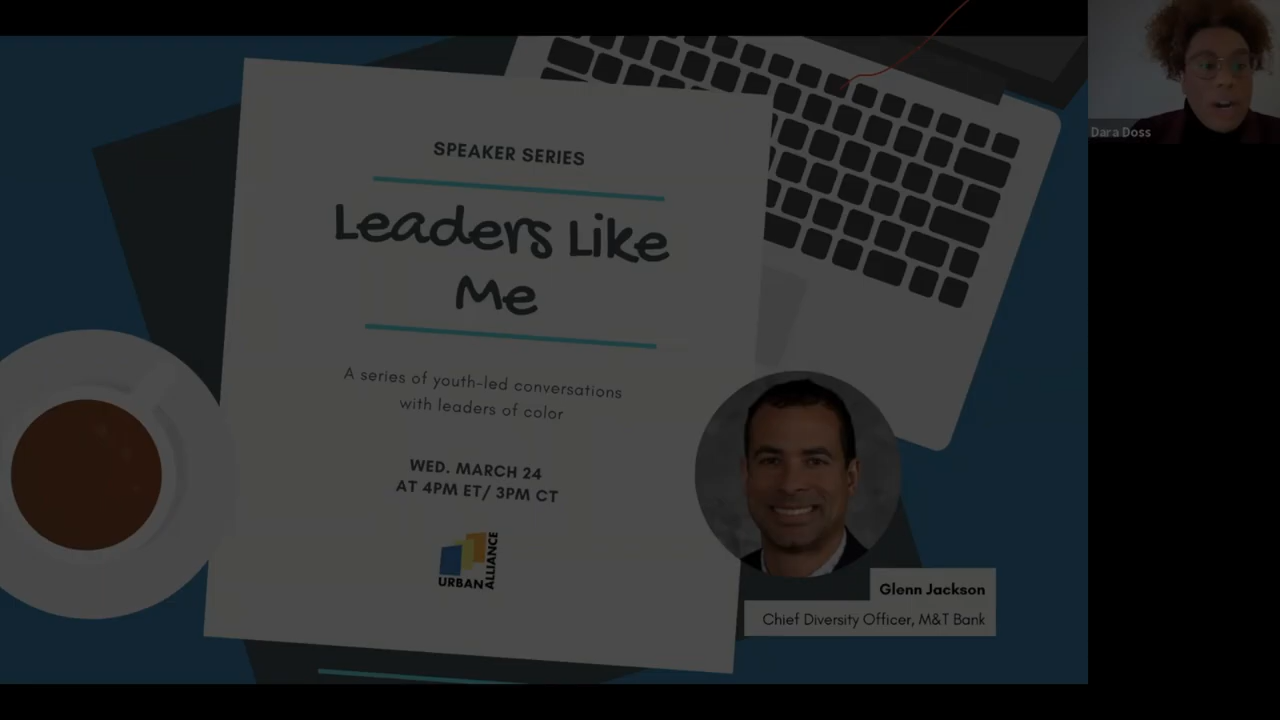 SPEAKER SERIES
Leaders Like
Me
A series of youth-led conversations
with leaders of color
WED. MARCH 24
AT 4PM ET/ 3PM CT
URBAN
ALLIANCE
Glenn Jackson
Chief Diversity Officer, M&T Bank
Dara Doss